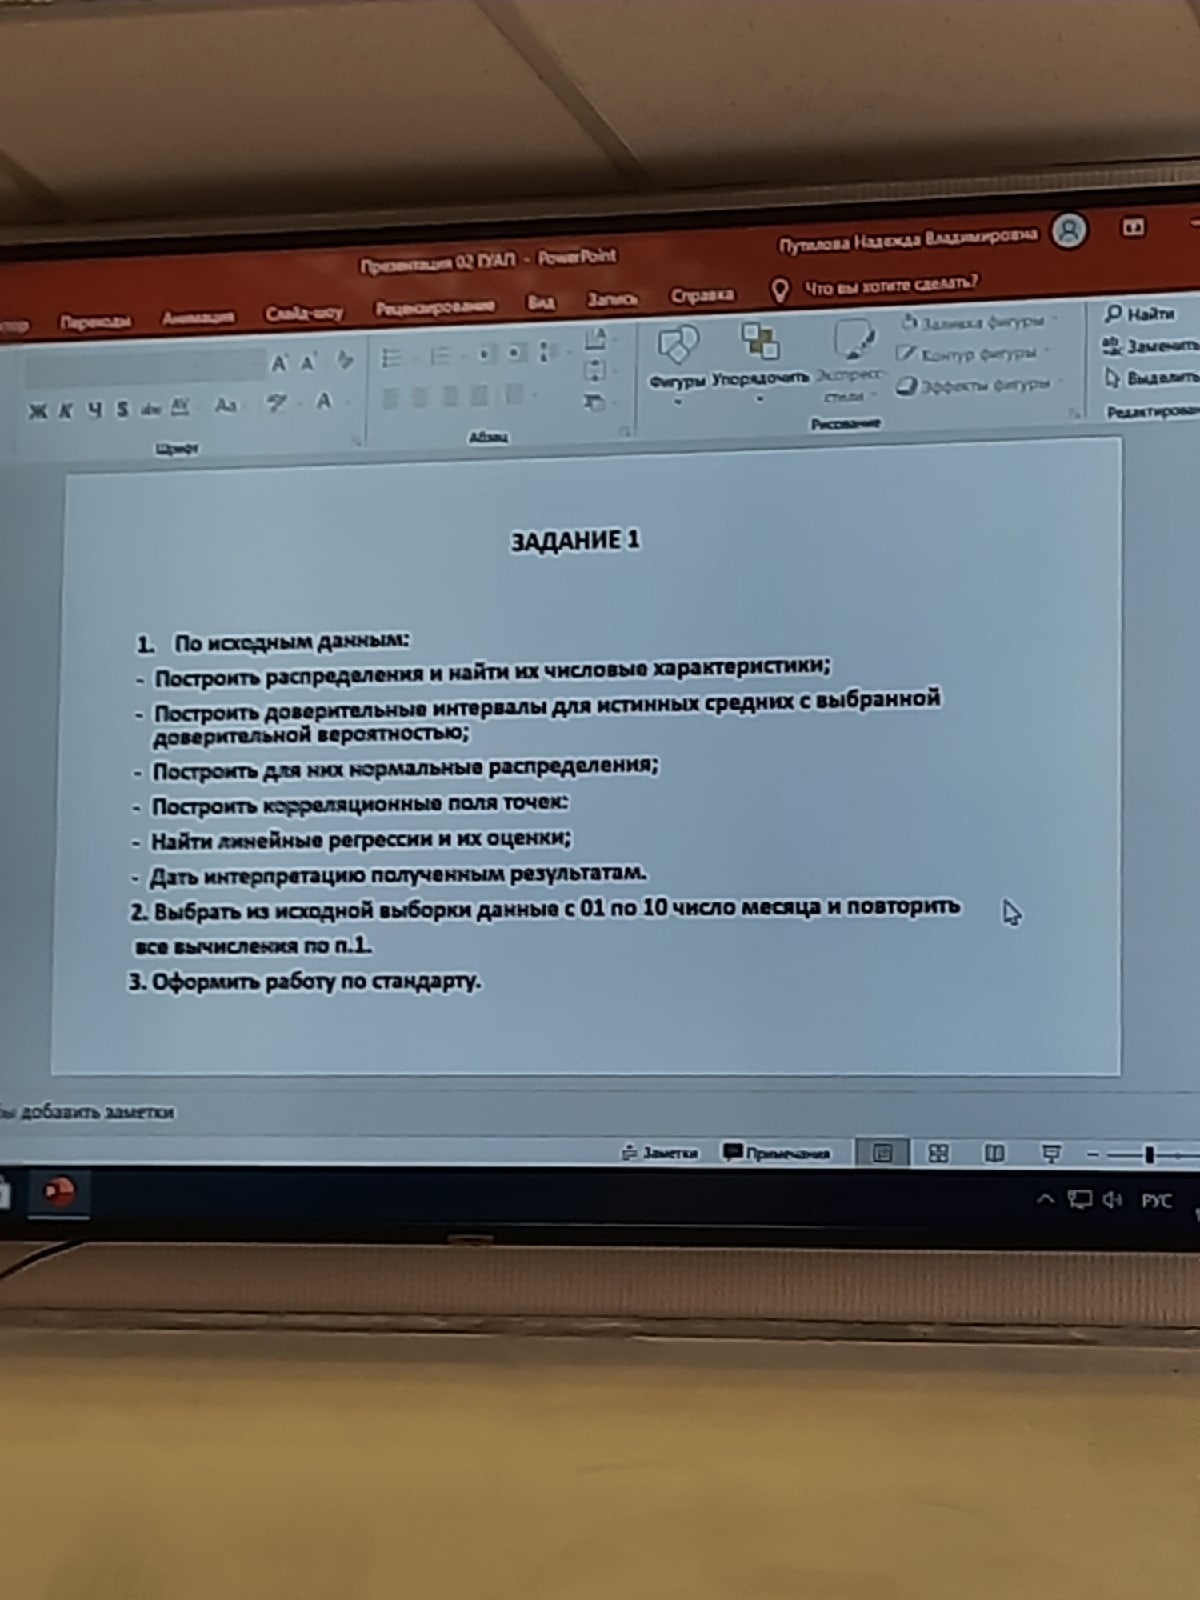 Презентация 02 ГУАП - PowerPoint
Путилова Надежда Владимировна
Переходы Анимация Слайд-шоу Рецензирование Вид Запись Справка Что вы хотите сделать?
Ж К Ч S abc AV Aa А
Шрифт
Абзац
Фигуры Упорядочить Экспресс-стили
Заливка фигуры
Контур фигуры
Эффекты фигуры
Рисование
Найти
Заменить
Выделить
ЗАДАНИЕ 1
1. По исходным данным:
- Построить распределения и найти их числовые характеристики;
- Построить доверительные интервалы для истинных средних с выбранной
доверительной вероятностью;
- Построить для них нормальные распределения;
- Построить корреляционные поля точек:
- Найти линейные регрессии и их оценки;
- Дать интерпретацию полученным результатам.
2. Выбрать из исходной выборки данные с 01 по 10 число месяца и повторить
все вычисления по п.1.
3. Оформить работу по стандарту.
добавить заметки
Заметки Примечания
РУС